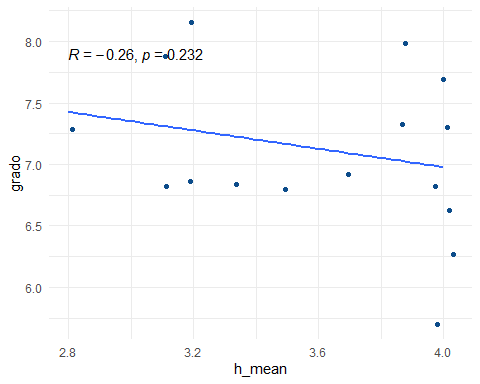 8.0
R = −0.26, p = 0.232
7.5
7.0
6.5
6.0
grado
2.8 3.2 3.6 4.0
h_mean